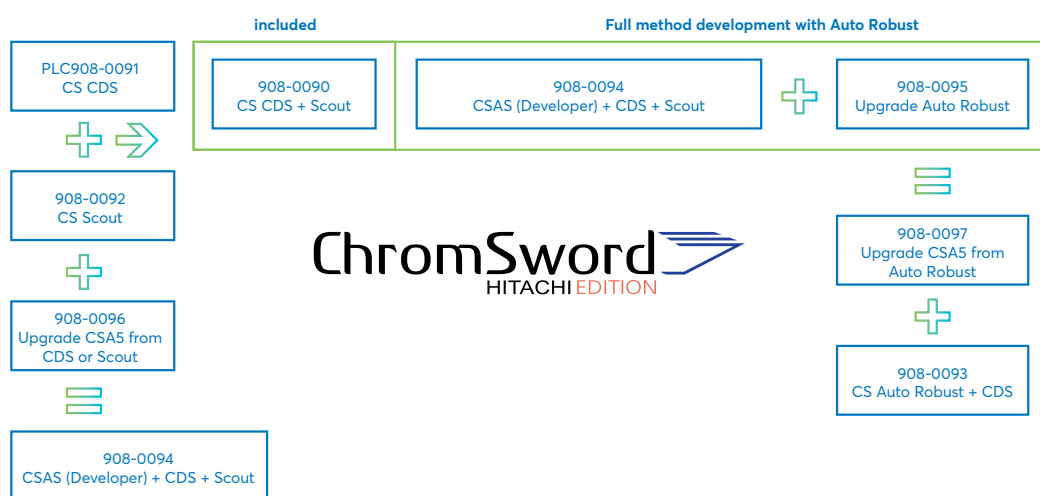 included
Full method development with Auto Robust
PLC908-0091
CS CDS
908-0090
CS CDS + Scout
908-0094
CSAS (Developer) + CDS + Scout
908-0095
Upgrade Auto Robust
908-0092
CS Scout
908-0097
Upgrade CSA5 from
Auto Robust
ChromSword
HITACHI EDITION
908-0096
Upgrade CSA5 from
CDS or Scout
908-0093
CS Auto Robust + CDS
908-0094
CSAS (Developer) + CDS + Scout